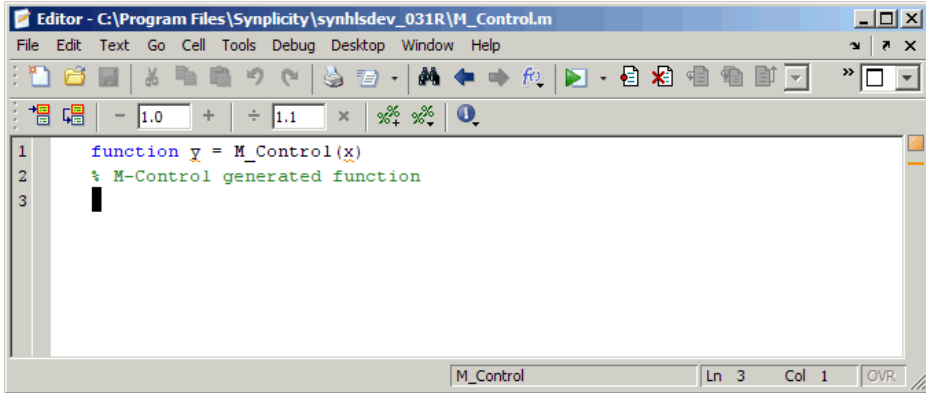 Editor - C:\Program Files\Synplicity\synhlsdev_031R\M_Control.m
File Edit Text Go Cell Tools Debug Desktop Window Help
- 1.0 + ÷ 1.1 ×
1 function y = M_Control(x)
2 % M-Control generated function
3
M_Control Ln 3 Col 1 OVR